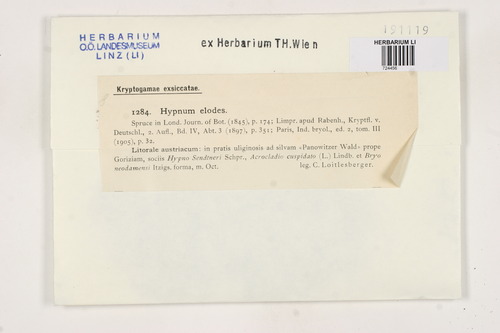 HERBARIUM
O.Ö. LANDESMUSEUM
LINZ (LI)
ex Herbarium TH.Wien
191119
HERBARIUM LI
Kryptogamae exsiccatae.
1284. Hypnum elodes.
Spruce in Lond. Journ. of Bot. (1845), p. 174; Limpr. apud Rabenh., Kryptfl. v.
Deutschl., 2. Aufl., Bd. IV, Abt. 3 (1897), p. 351; Paris, Ind. bryol., ed. 2, tom. III
(1905), p. 82.
Litorale austriacum: in pratis uliginosis ad silvam «Panowitzer Wald» prope
Goriziam, sociis Hypno Sendtneri Schpr., Acrocladio cuspidato (L.) Lindb. et Bryo
neodamensi Itzigs. forma, m. Oct.
leg. C. Loitlesberger.